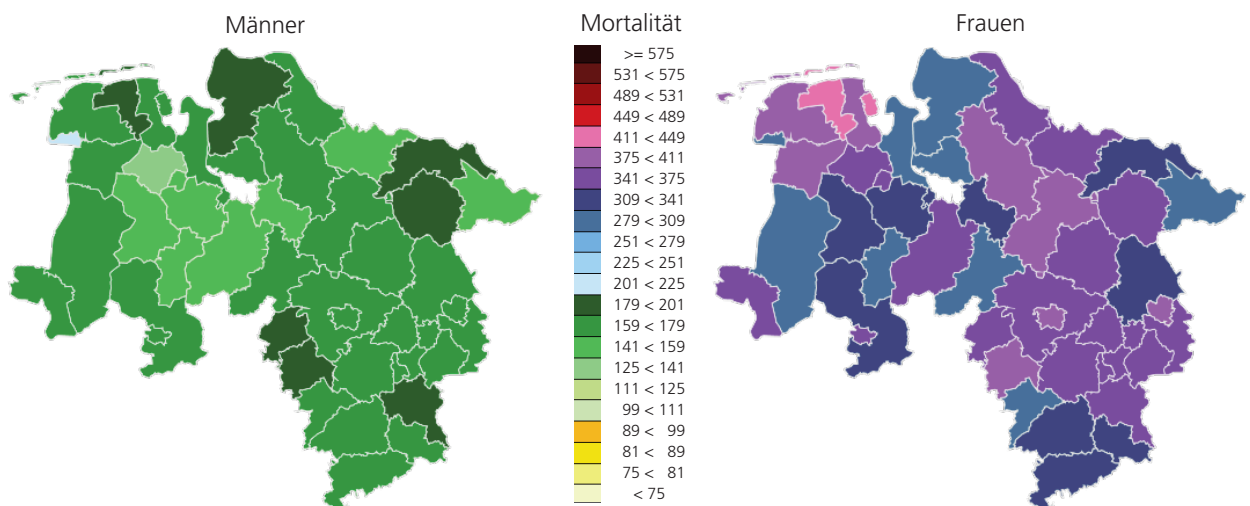 Männer
Mortalität
Frauen
>= 575
531 < 575
489 < 531
449 < 489
411 < 449
375 < 411
341 < 375
309 < 341
279 < 309
251 < 279
225 < 251
201 < 225
179 < 201
159 < 179
141 < 159
125 < 141
111 < 125
99 < 111
89 < 99
81 < 89
75 < 81
< 75